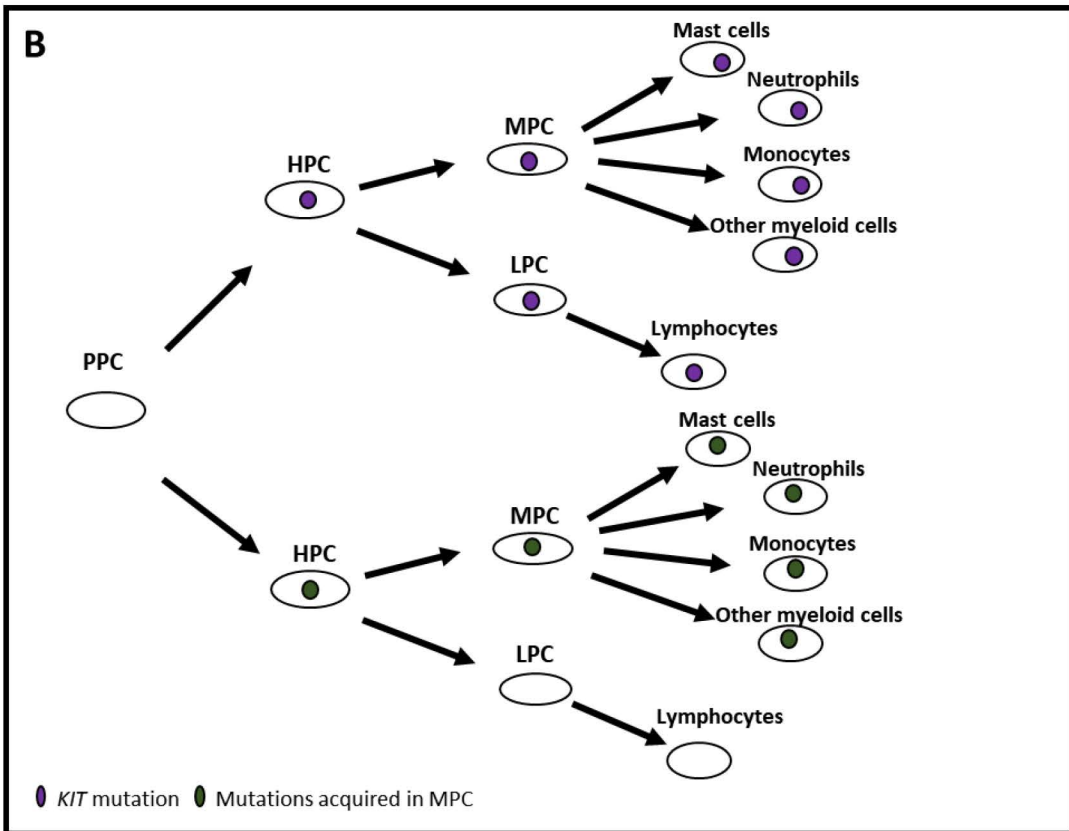 B
Mast cells
Neutrophils
MPC
Monocytes
HPC
Other myeloid cells
LPC
Lymphocytes
PPC
Mast cells
Neutrophils
MPC
Monocytes
HPC
Other myeloid cells
LPC
Lymphocytes
KIT mutation Mutations acquired in MPC